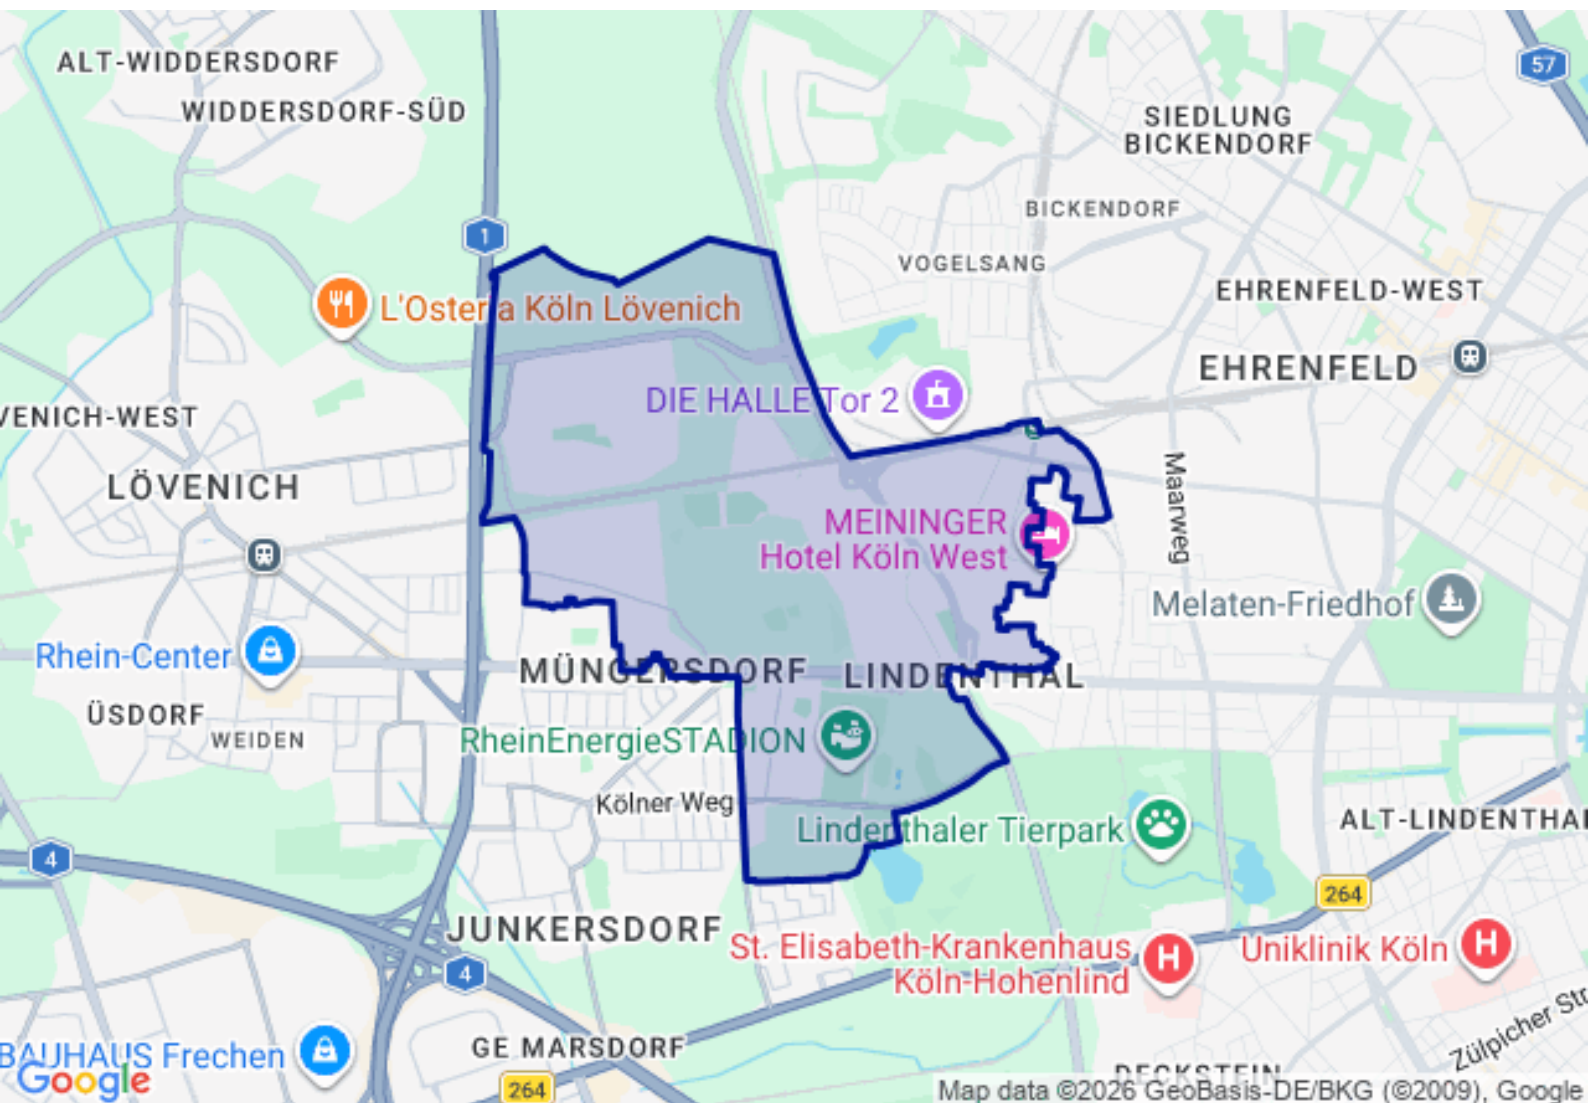 ALT-WIDDERSDORF
WIDDERSDORF-SÜD
57
SIEDLUNG
BICKENDORF
BICKENDORF
1
VOGELSANG
EHRENFELD-WEST
L'Osteria Köln Lövenich
EHRENFELD
DIE HALLE Tor 2
VENICH-WEST
LÖVENICH
Maarweg
MEININGER
Hotel Köln West
Melaten-Friedhof
Rhein-Center
MÜNGERSDORF
LINDENTHAL
ÜSDORF
WEIDEN
RheinEnergieSTADION
Kölner Weg
Lindenthaler Tierpark
ALT-LINDENTHAL
4
264
JUNKERSDORF
St. Elisabeth-Krankenhaus
Köln-Hohenlind
H
Uniklinik Köln
H
4
Zülpicher Str
GE MARSDORF
BAUHAUS Frechen
DECKSTEIN
264
Google
Map data ©2026 GeoBasis-DE/BKG (©2009), Google